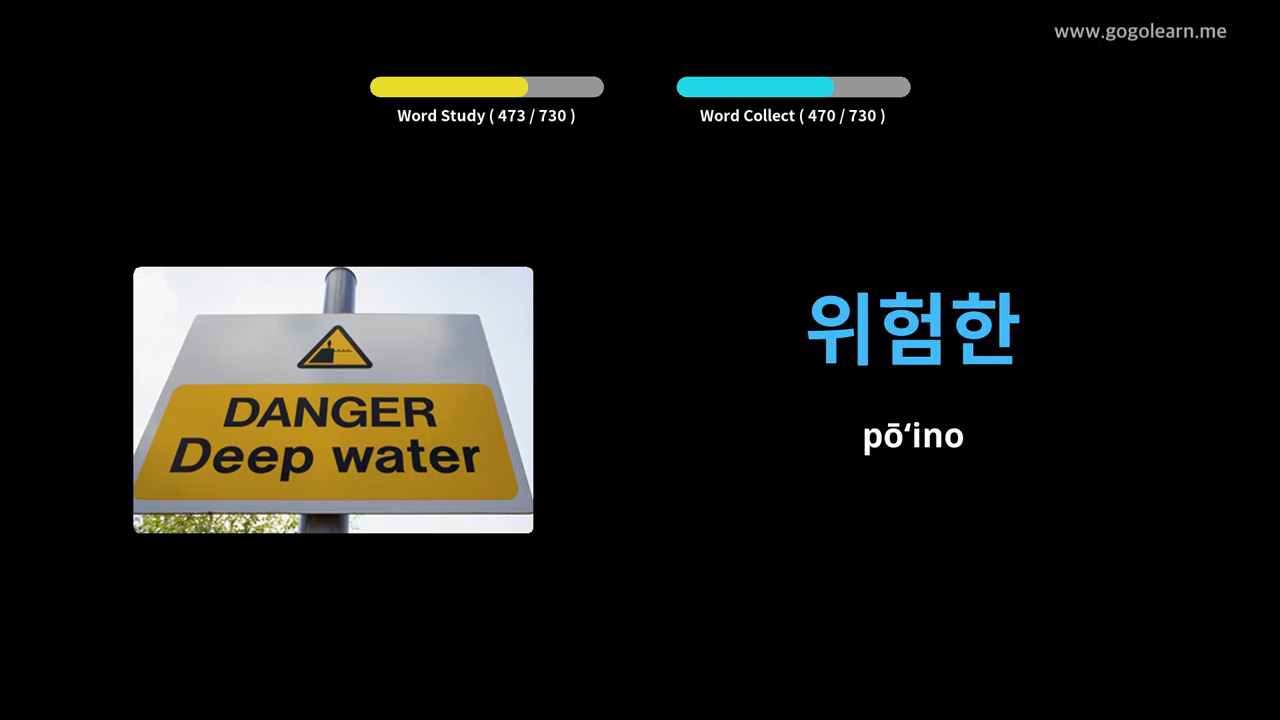 www.gogolearn.me
Word Study ( 473 / 730 )
Word Collect ( 470 / 730 )
DANGER
Deep water
위험한
pōʻino